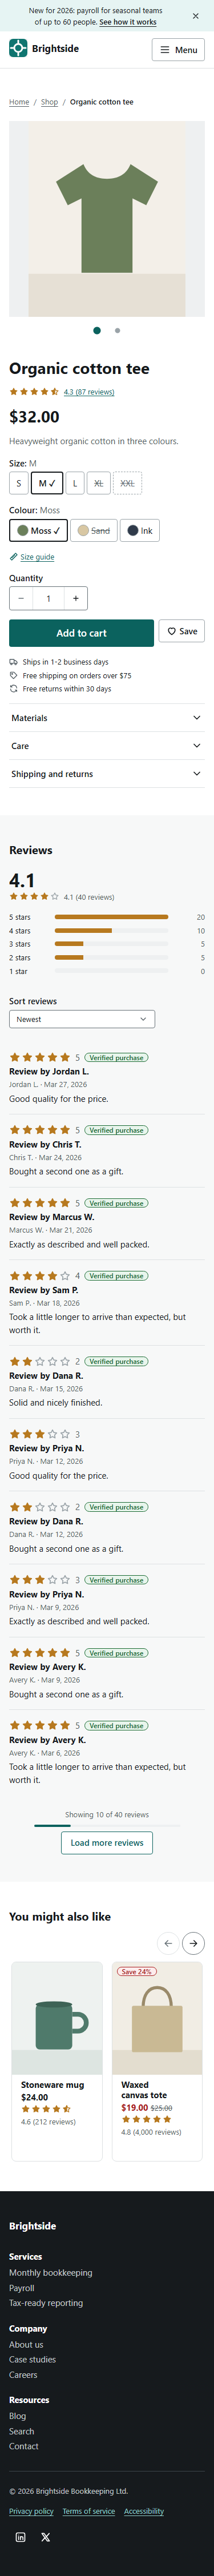 New for 2026: payroll for seasonal teams
of up to 60 people. See how it works
Brightside
Menu
Home / Shop / Organic cotton tee
Organic cotton tee
4.3 (87 reviews)
$32.00
Heavyweight organic cotton in three colours.
Size: M
S M ✓ L XL XXL
Colour: Moss
Moss ✓ Sand Ink
Size guide
Quantity
− 1 +
Add to cart
Save
Ships in 1-2 business days
Free shipping on orders over $75
Free returns within 30 days
Materials
Care
Shipping and returns
Reviews
4.1
4.1 (40 reviews)
5 stars 20
4 stars 10
3 stars 5
2 stars 5
1 star 0
Sort reviews
Newest
5 Verified purchase
Review by Jordan L.
Jordan L. · Mar 27, 2026
Good quality for the price.
5 Verified purchase
Review by Chris T.
Chris T. · Mar 24, 2026
Bought a second one as a gift.
5 Verified purchase
Review by Marcus W.
Marcus W. · Mar 21, 2026
Exactly as described and well packed.
4 Verified purchase
Review by Sam P.
Sam P. · Mar 18, 2026
Took a little longer to arrive than expected, but
worth it.
2 Verified purchase
Review by Dana R.
Dana R. · Mar 15, 2026
Solid and nicely finished.
3
Review by Priya N.
Priya N. · Mar 12, 2026
Good quality for the price.
2 Verified purchase
Review by Dana R.
Dana R. · Mar 12, 2026
Bought a second one as a gift.
3 Verified purchase
Review by Priya N.
Priya N. · Mar 9, 2026
Exactly as described and well packed.
5 Verified purchase
Review by Avery K.
Avery K. · Mar 9, 2026
Bought a second one as a gift.
5 Verified purchase
Review by Avery K.
Avery K. · Mar 6, 2026
Took a little longer to arrive than expected, but
worth it.
Showing 10 of 40 reviews
Load more reviews
You might also like
Stoneware mug
$24.00
4.6 (212 reviews)
Save 24%
Waxed
canvas tote
$19.00 $25.00
4.8 (4,000 reviews)
Brightside
Services
Monthly bookkeeping
Payroll
Tax-ready reporting
Company
About us
Case studies
Careers
Resources
Blog
Search
Contact
© 2026 Brightside Bookkeeping Ltd.
Privacy policy Terms of service Accessibility